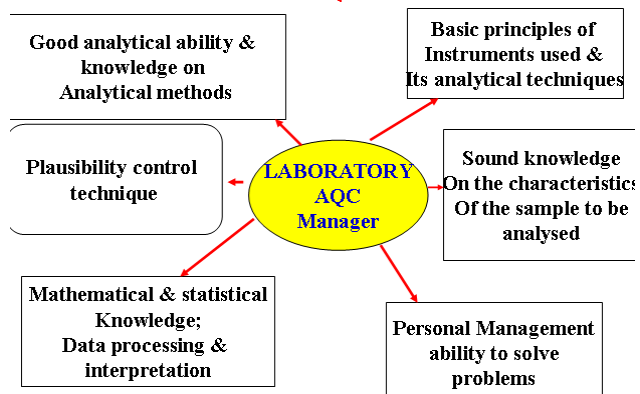 Good analytical ability &
knowledge on
Analytical methods
Basic principles of
Instruments used &
Its analytical techniques
Plausibility control
technique
LABORATORY
AQC
Manager
Sound knowledge
On the characteristics
Of the sample to be
analysed
Mathematical & statistical
Knowledge;
Data processing &
interpretation
Personal Management
ability to solve
problems